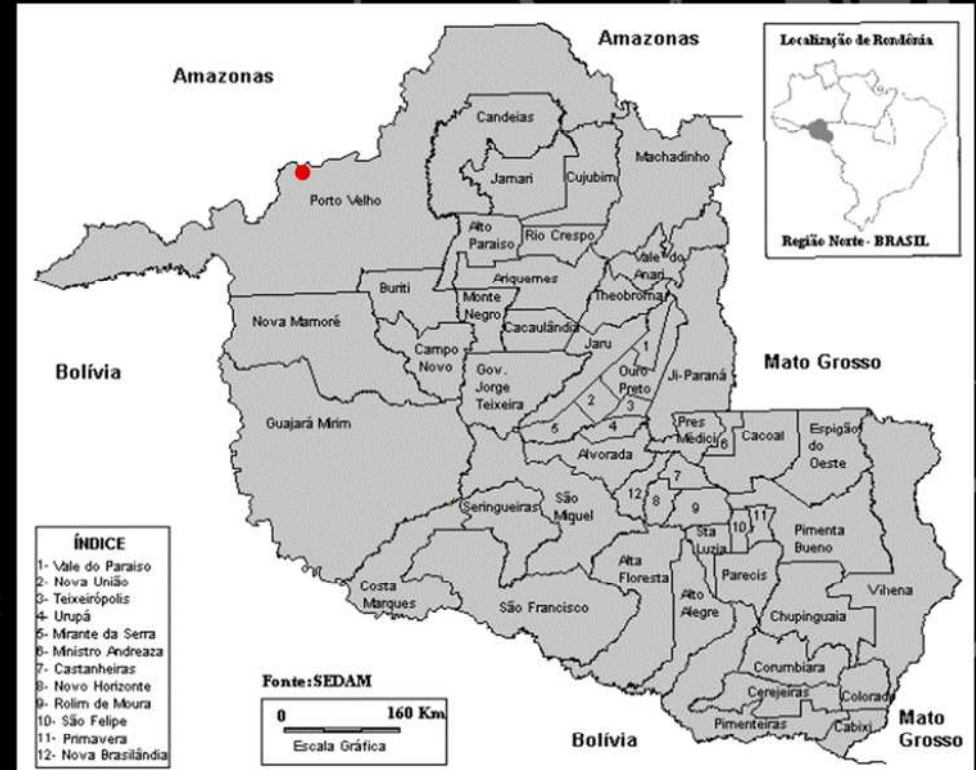 Amazonas
Amazonas
Localização de Rondônia
Região Norte - BRASIL
Candeias
Jamari
Cujubim
Machadinho
Porto Velho
Alto
Paraiso
Rio Crespo
Vale do
Anari
Ariquemes
Buriti
Monte
Negro
Theobroma
Nova Mamoré
Cacaulândia
Jaru
1
Campo
Novo
Gov.
Jorge
Teixeira
Ouro
Preto
Ji-Paraná
Mato Grosso
Bolívia
2
3
4
5
Guajará Mirim
Pres
Médici
6
Cacoal
Espigão
do
Oeste
Alvorada
7
12
8
9
10
11
Seringueiras
São
Miguel
Sta
Luzia
Pimenta
Bueno
Alta
Floresta
Parecis
Vihena
Costa
Marques
São Francisco
Alto
Alegre
Chupinguaia
Corumbiara
Cerejeiras
Colorado
Pimenteiras
Cabixi
Mato
Grosso
Bolívia
ÍNDICE
1- Vale do Paraiso
2- Nova União
3- Teixeirópolis
4- Urupá
5- Mirante da Serra
6- Ministro Andreaza
7- Castanheiras
8- Novo Horizonte
9- Rolim de Moura
10- São Felipe
11- Primavera
12- Nova Brasilândia
Fonte:SEDAM
0 160 Km
Escala Gráfica